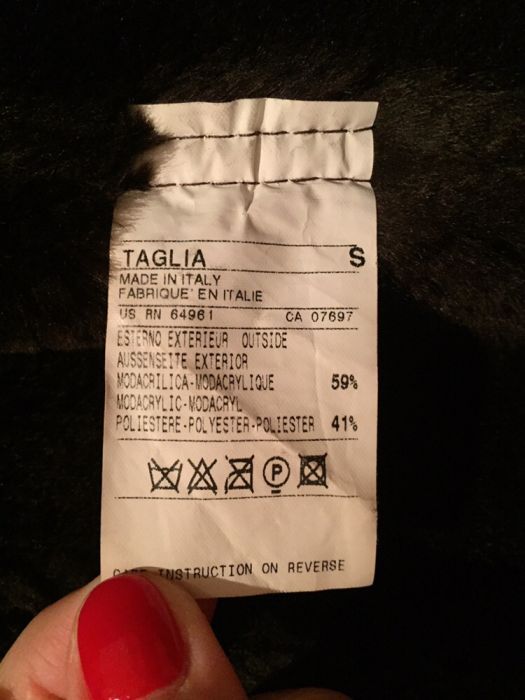 TAGLIA S
MADE IN ITALY
FABRIQUE' EN ITALIE
US RN 64961 CA 07697
ESTERNO EXTERIEUR OUTSIDE
AUSSENSEITE EXTERIOR
MODACRILICA-MODACRYLIQUE 59%
MODACRYLIC-MODACRYL
POLIESTERE-POLYESTER-POLIESTER 41%
P
INSTRUCTION ON REVERSE